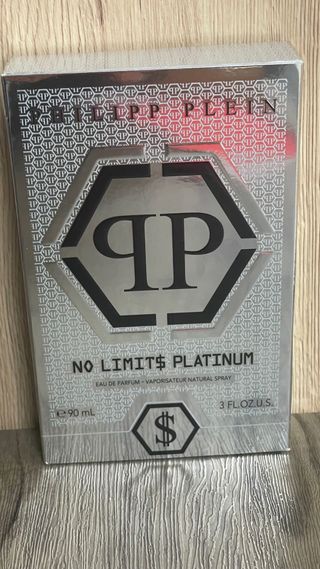 PHILIPP PLEIN
PP
NO LIMIT$ PLATINUM
EAU DE PARFUM - VAPORISATEUR NATURAL SPRAY
e 90 mL
3 FL.OZ.U.S.
$